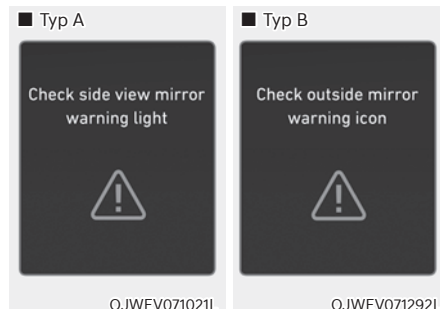 ■ Typ A
Check side view mirror
warning light
OJWEV071021L
■ Typ B
Check outside mirror
warning icon
OJWEV071292L